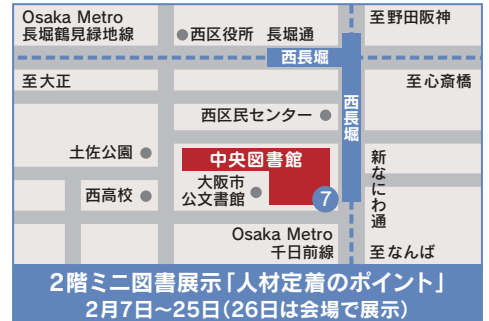 Osaka Metro
長堀鶴見緑地線
西区役所 長堀通
至野田阪神
西長堀
至大正
至心斎橋
西区民センター
西長堀
土佐公園
中央図書館
新なにわ通
西高校
大阪市
公文書館
7
Osaka Metro
千日前線
至なんば
2階ミニ図書展示「人材定着のポイント」
2月7日~25日(26日は会場で展示)